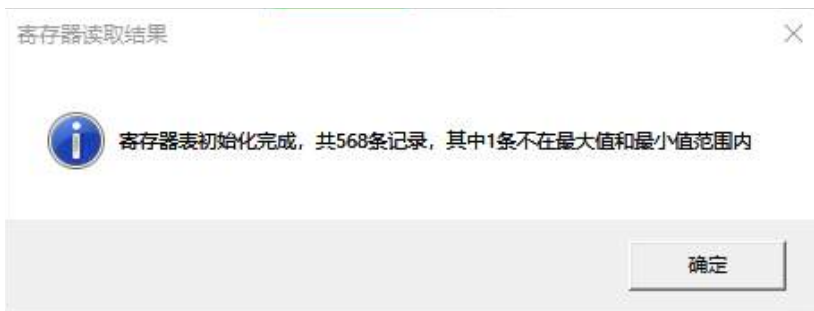 寄存器读取结果
寄存器表初始化完成，共568条记录，其中1条不在最大值和最小值范围内
确定